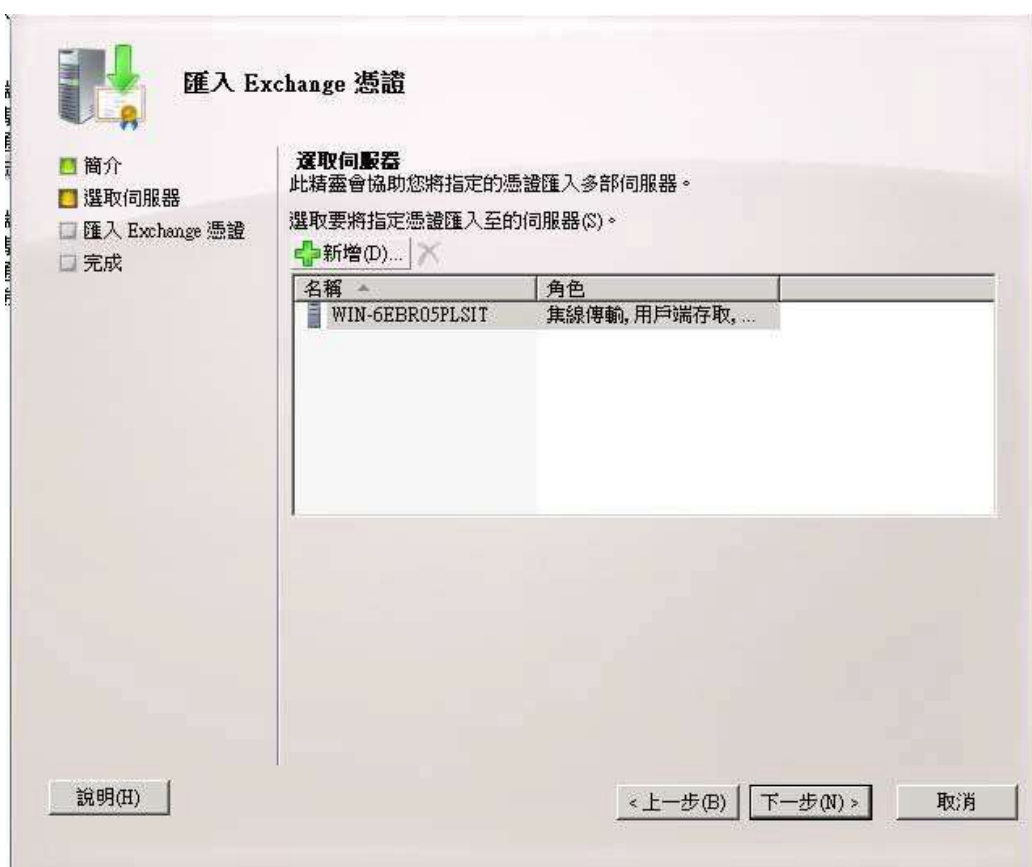 匯入 Exchange 憑證
簡介
選取伺服器
匯入 Exchange 憑證
完成
選取伺服器
此精靈會協助您將指定的憑證匯入多部伺服器。
選取要將指定憑證匯入至的伺服器(S)。
新增(D)...
名稱 角色
WIN-6EBR05PLSIT 集線傳輸, 用戶端存取, ...
說明(H)
< 上一步(B) 下一步(N) > 取消